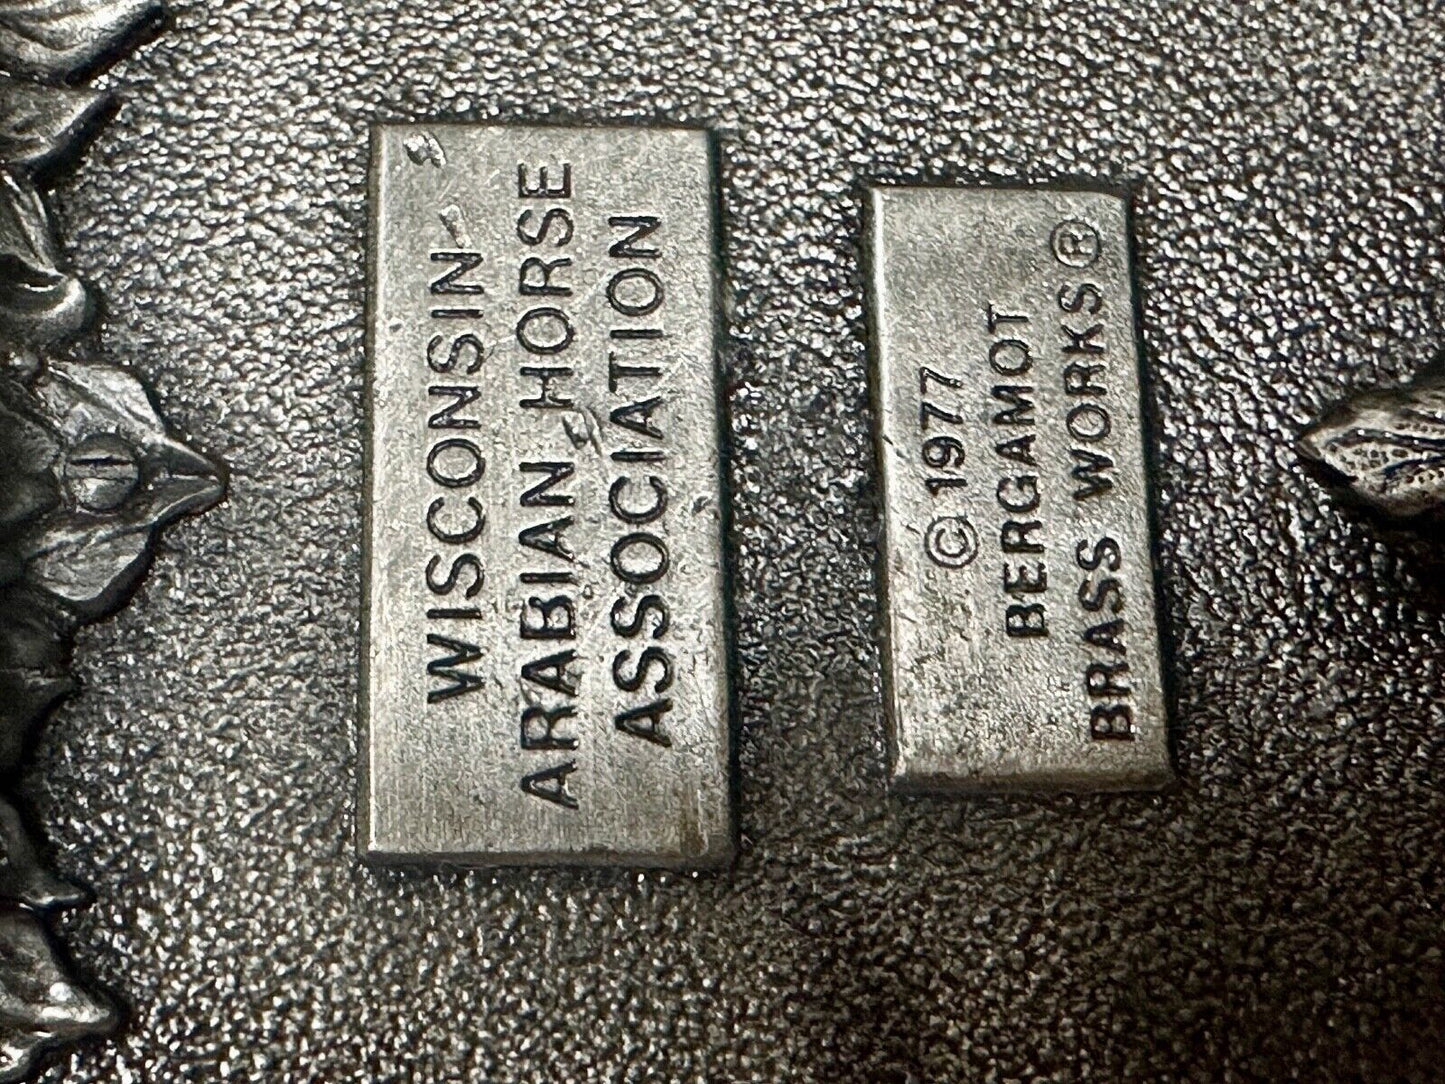 WISCONSIN
ARABIAN HORSE
ASSOCIATION
© 1977
BERGAMOT
BRASS WORKS®